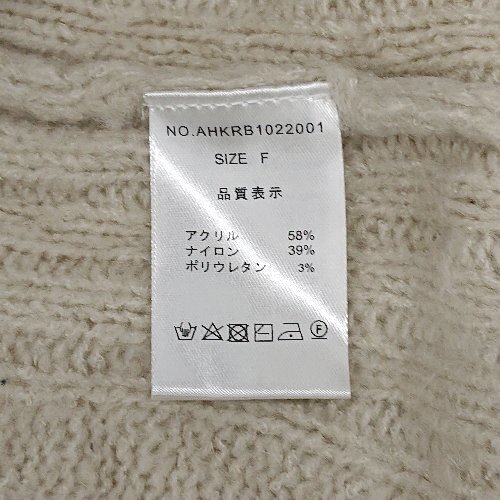 NO.AHKRB1022001
SIZE F
品質表示
アクリル 58%
ナイロン 39%
ポリウレタン 3%
F